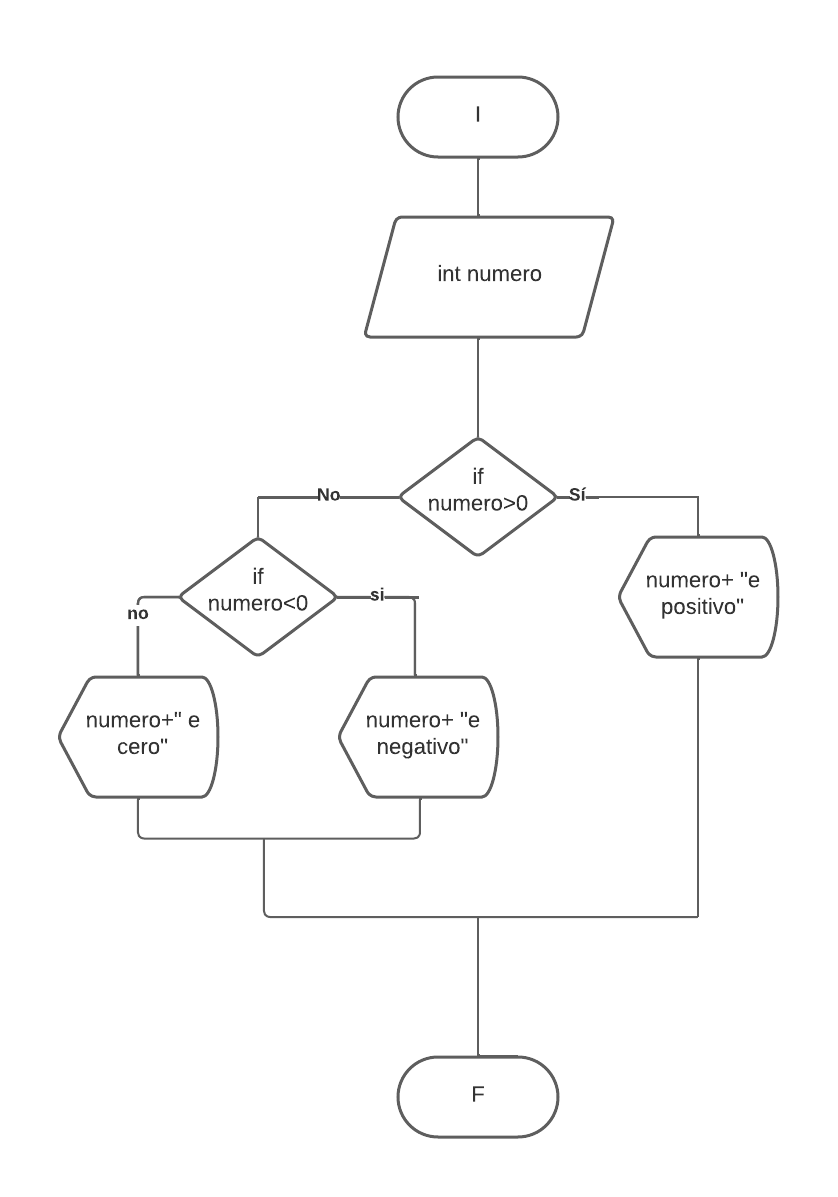 I
int numero
if
numero>0
No
Sí
if
numero<0
numero+ "e
positivo"
no
si
numero+" e
cero"
numero+ "e
negativo"
F